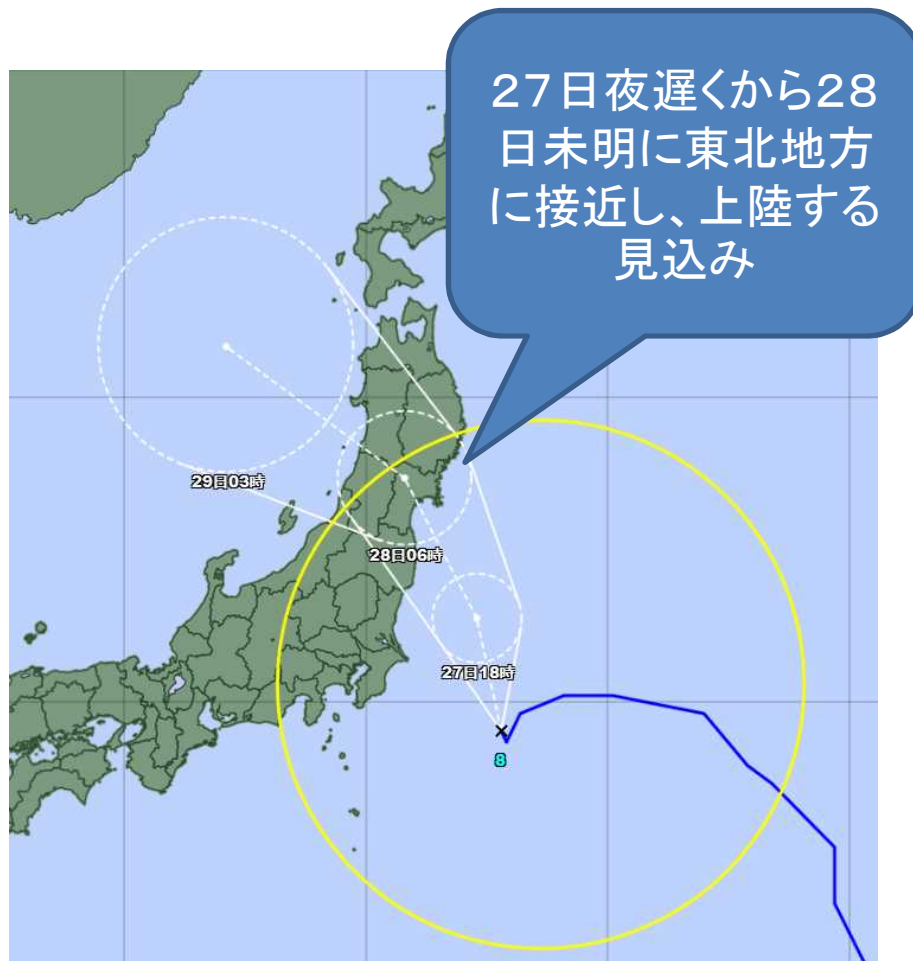 27日夜遅くから28
日未明に東北地方
に接近し、上陸する
見込み
29日03時
28日06時
27日18時
8